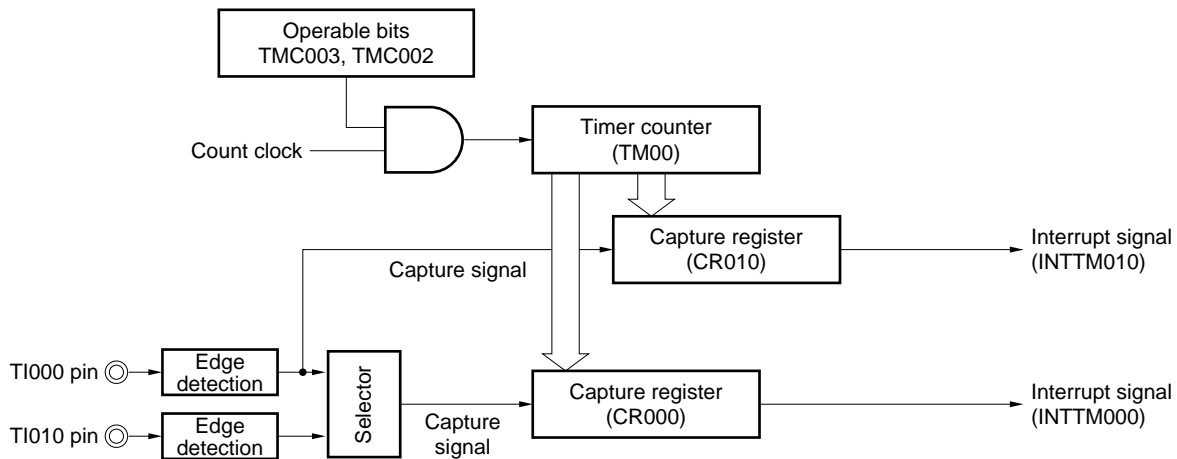 Operable bits
TMC003, TMC002
Count clock
Timer counter
(TM00)
Capture register
(CR010)
Interrupt signal
(INTTM010)
Capture signal
TI000 pin
Edge
detection
Selector
Capture register
(CR000)
Interrupt signal
(INTTM000)
Capture
signal
TI010 pin
Edge
detection